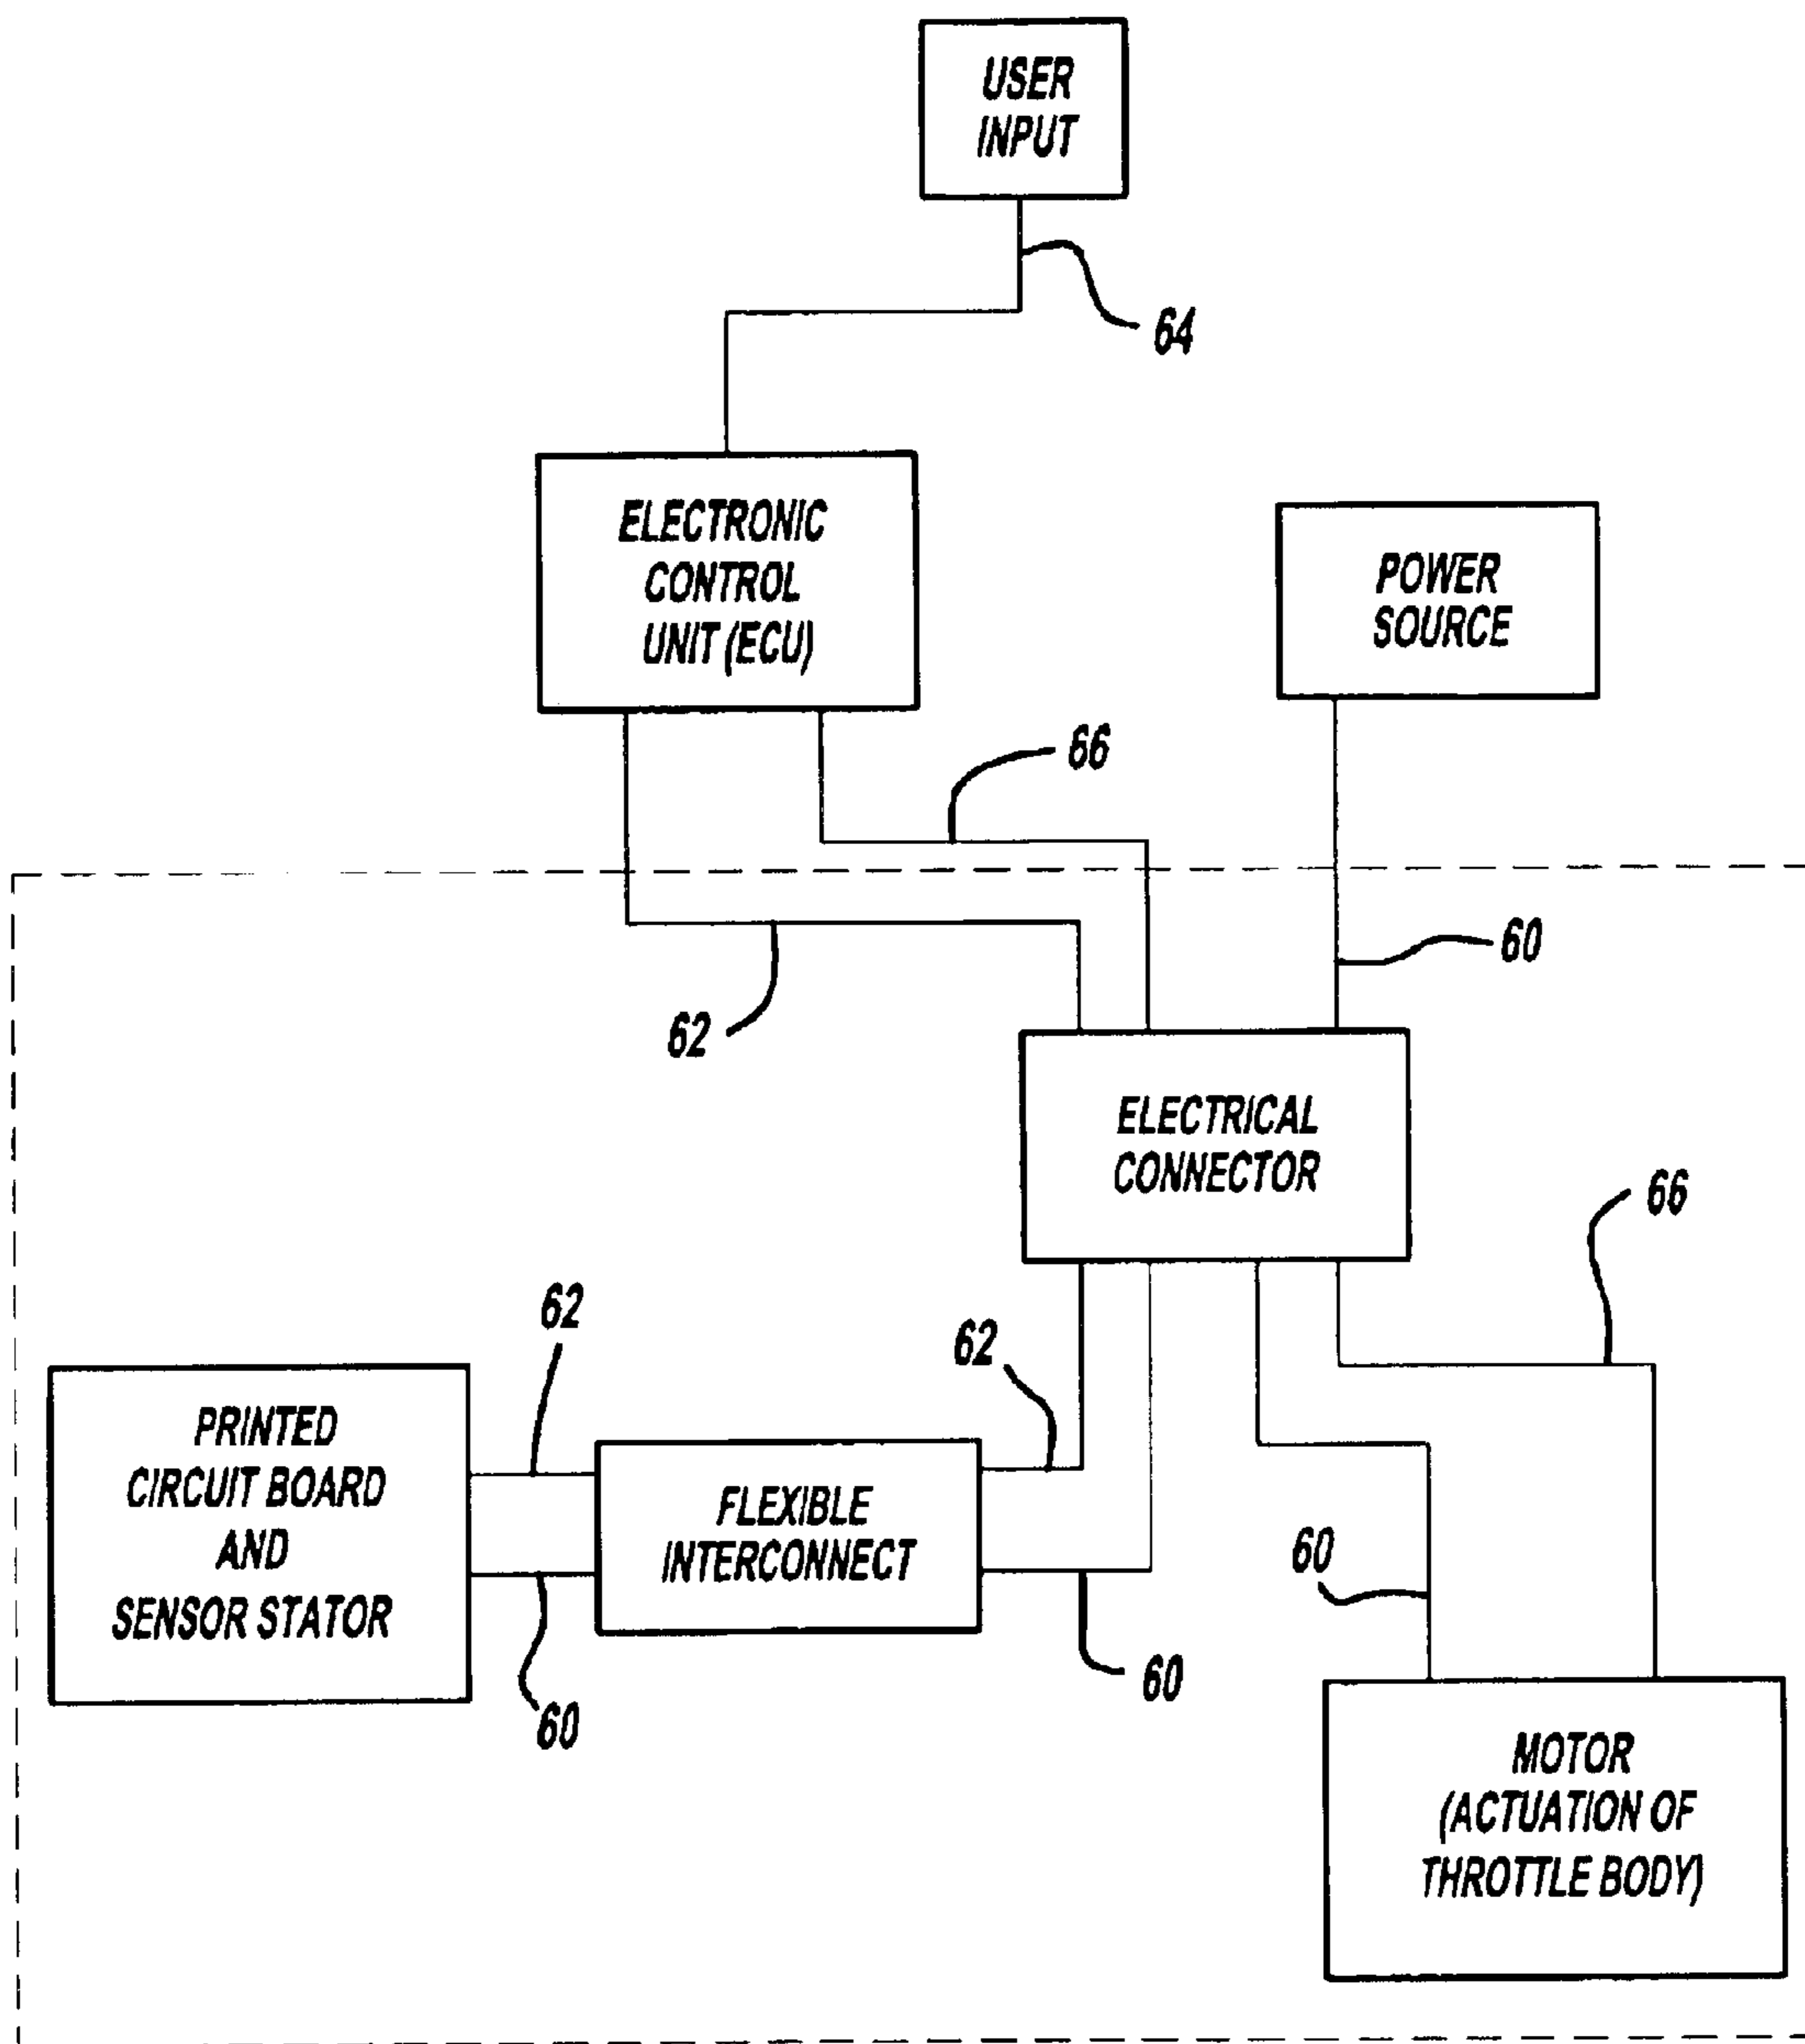 USER
INPUT
64
ELECTRONIC
CONTROL
UNIT (ECU)
POWER
SOURCE
66
60
62
ELECTRICAL
CONNECTOR
66
62
62
PRINTED
CIRCUIT BOARD
AND
SENSOR STATOR
FLEXIBLE
INTERCONNECT
60
60
60
MOTOR
(ACTUATION OF
THROTTLE BODY)